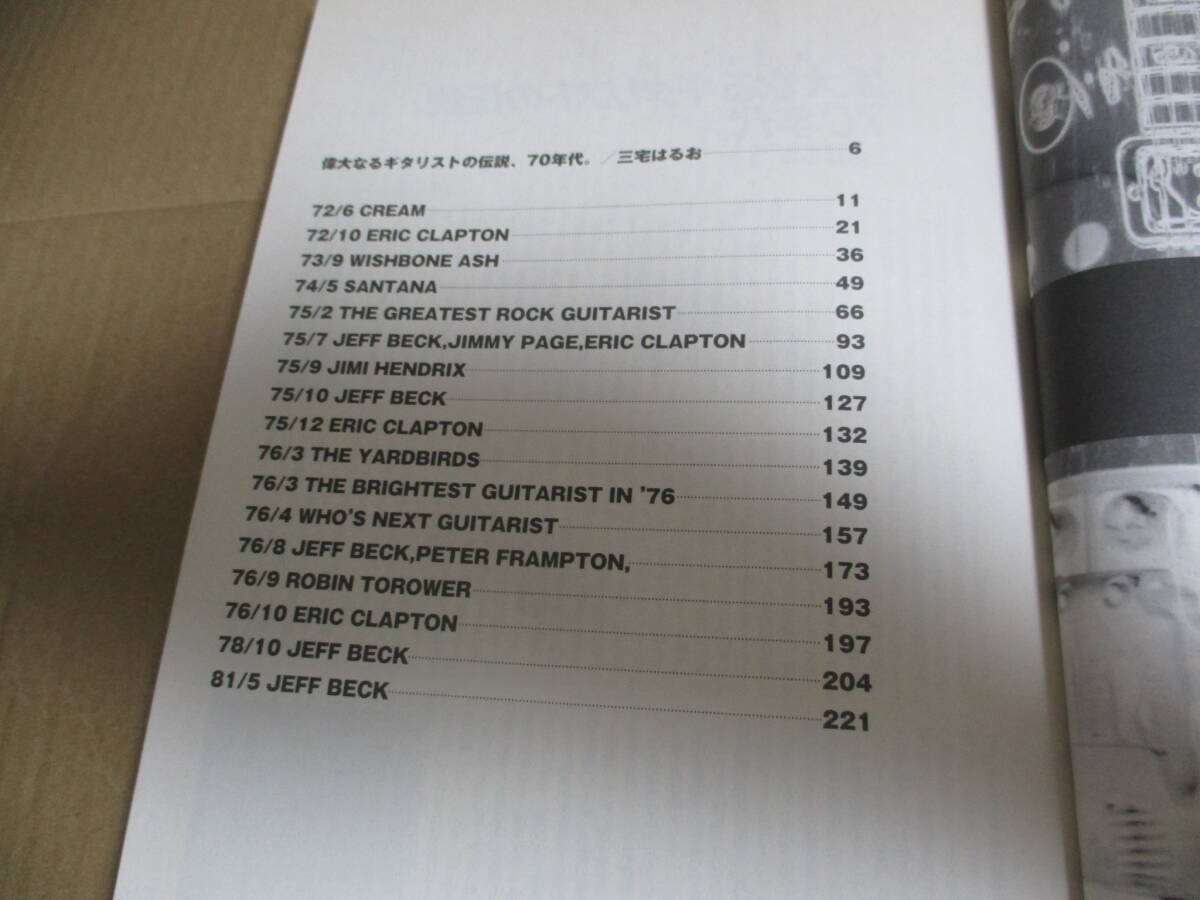 偉大なるギタリストの伝説、70年代。／三宅はるお 6
72/6 CREAM 11
72/10 ERIC CLAPTON 21
73/9 WISHBONE ASH 36
74/5 SANTANA 49
75/2 THE GREATEST ROCK GUITARIST 66
75/7 JEFF BECK,JIMMY PAGE,ERIC CLAPTON 93
75/9 JIMI HENDRIX 109
75/10 JEFF BECK 127
75/12 ERIC CLAPTON 132
76/3 THE YARDBIRDS 139
76/3 THE BRIGHTEST GUITARIST IN '76 149
76/4 WHO'S NEXT GUITARIST 157
76/8 JEFF BECK,PETER FRAMPTON, 173
76/9 ROBIN TOROWER 193
76/10 ERIC CLAPTON 197
78/10 JEFF BECK 204
81/5 JEFF BECK 221